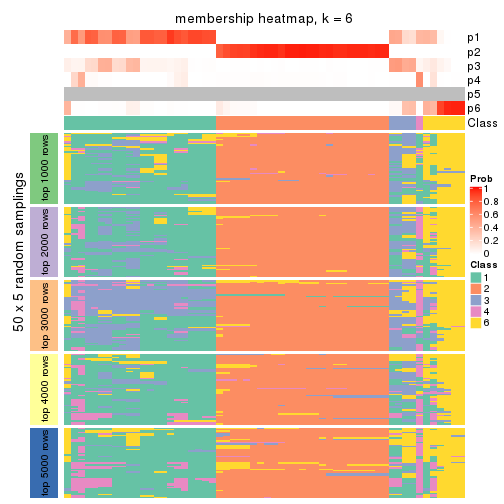 membership heatmap, k = 6
p1
p2
p3
p4
p5
p6
Class
50 x 5 random samplings
top 1000 rows
top 2000 rows
top 3000 rows
top 4000 rows
top 5000 rows
Prob
1
0.8
0.6
0.4
0.2
0
Class
1
2
3
4
6